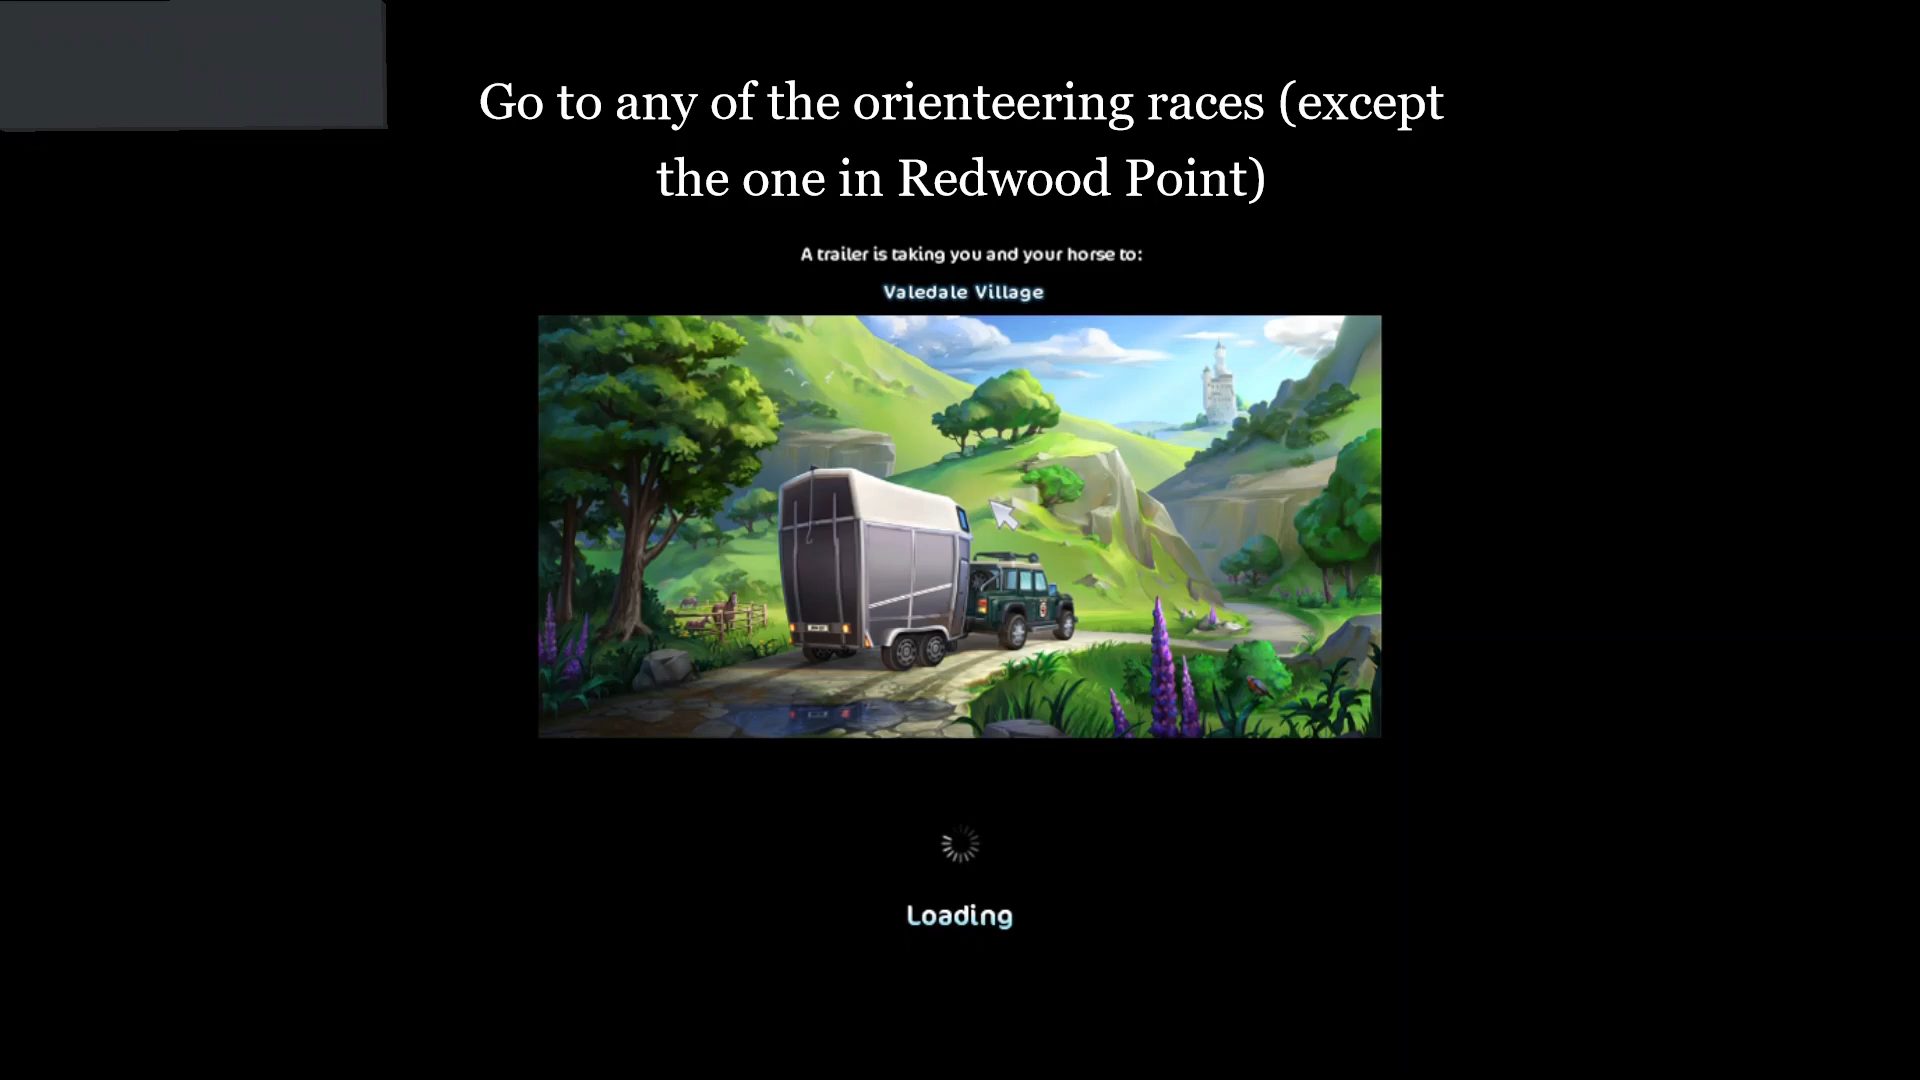 Go to any of the orienteering races (except
the one in Redwood Point)
A trailer is taking you and your horse to:
Valedale Village
Loading